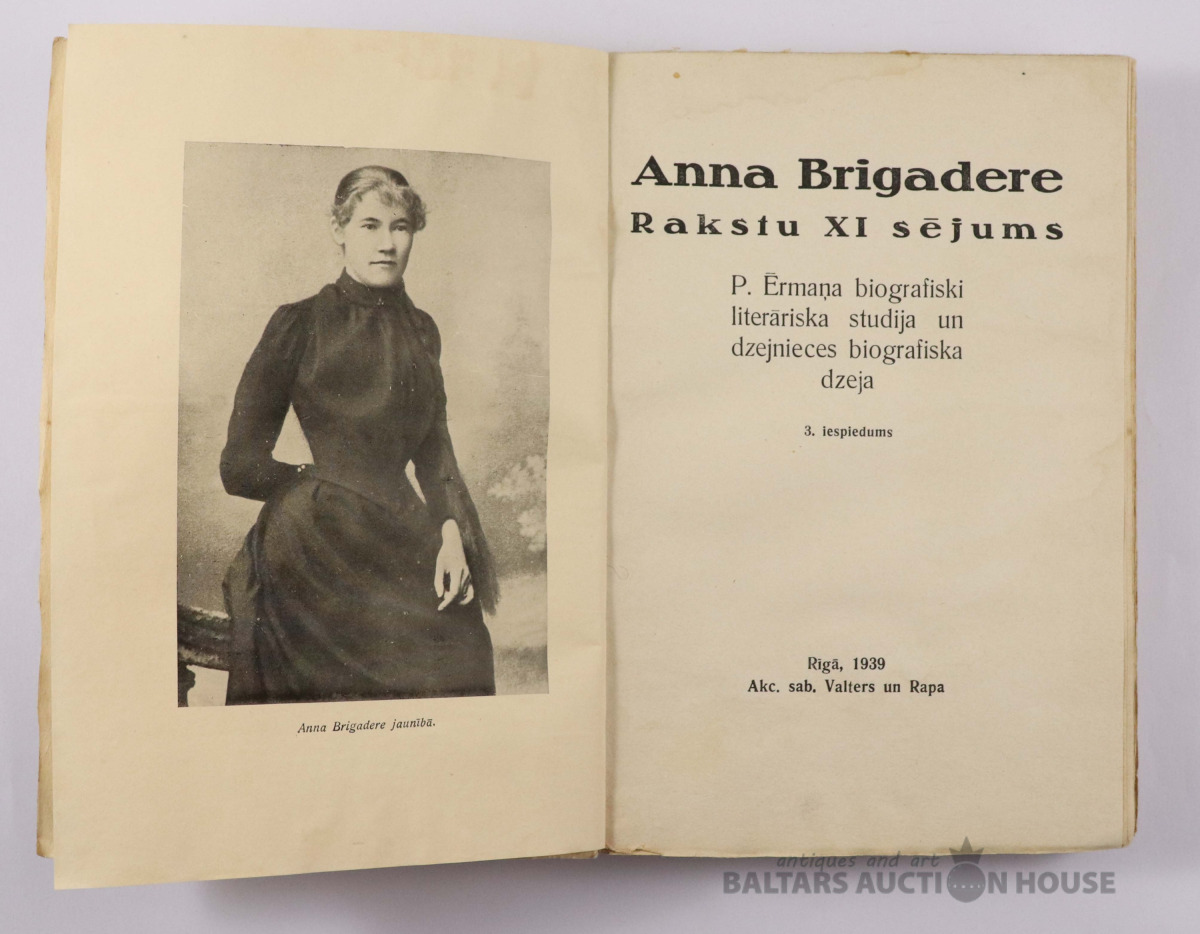 Anna Brigadere jaunībā.
Anna Brigadere
Rakstu XI sējums
P. Ērmaņa biografiski
literāriska studija un
dzejnieces biografiska
dzeja
3. iespiedums
Rīgā, 1939
Akc. sab. Valters un Rapa
antiques and art
BALTARS AUCTION HOUSE